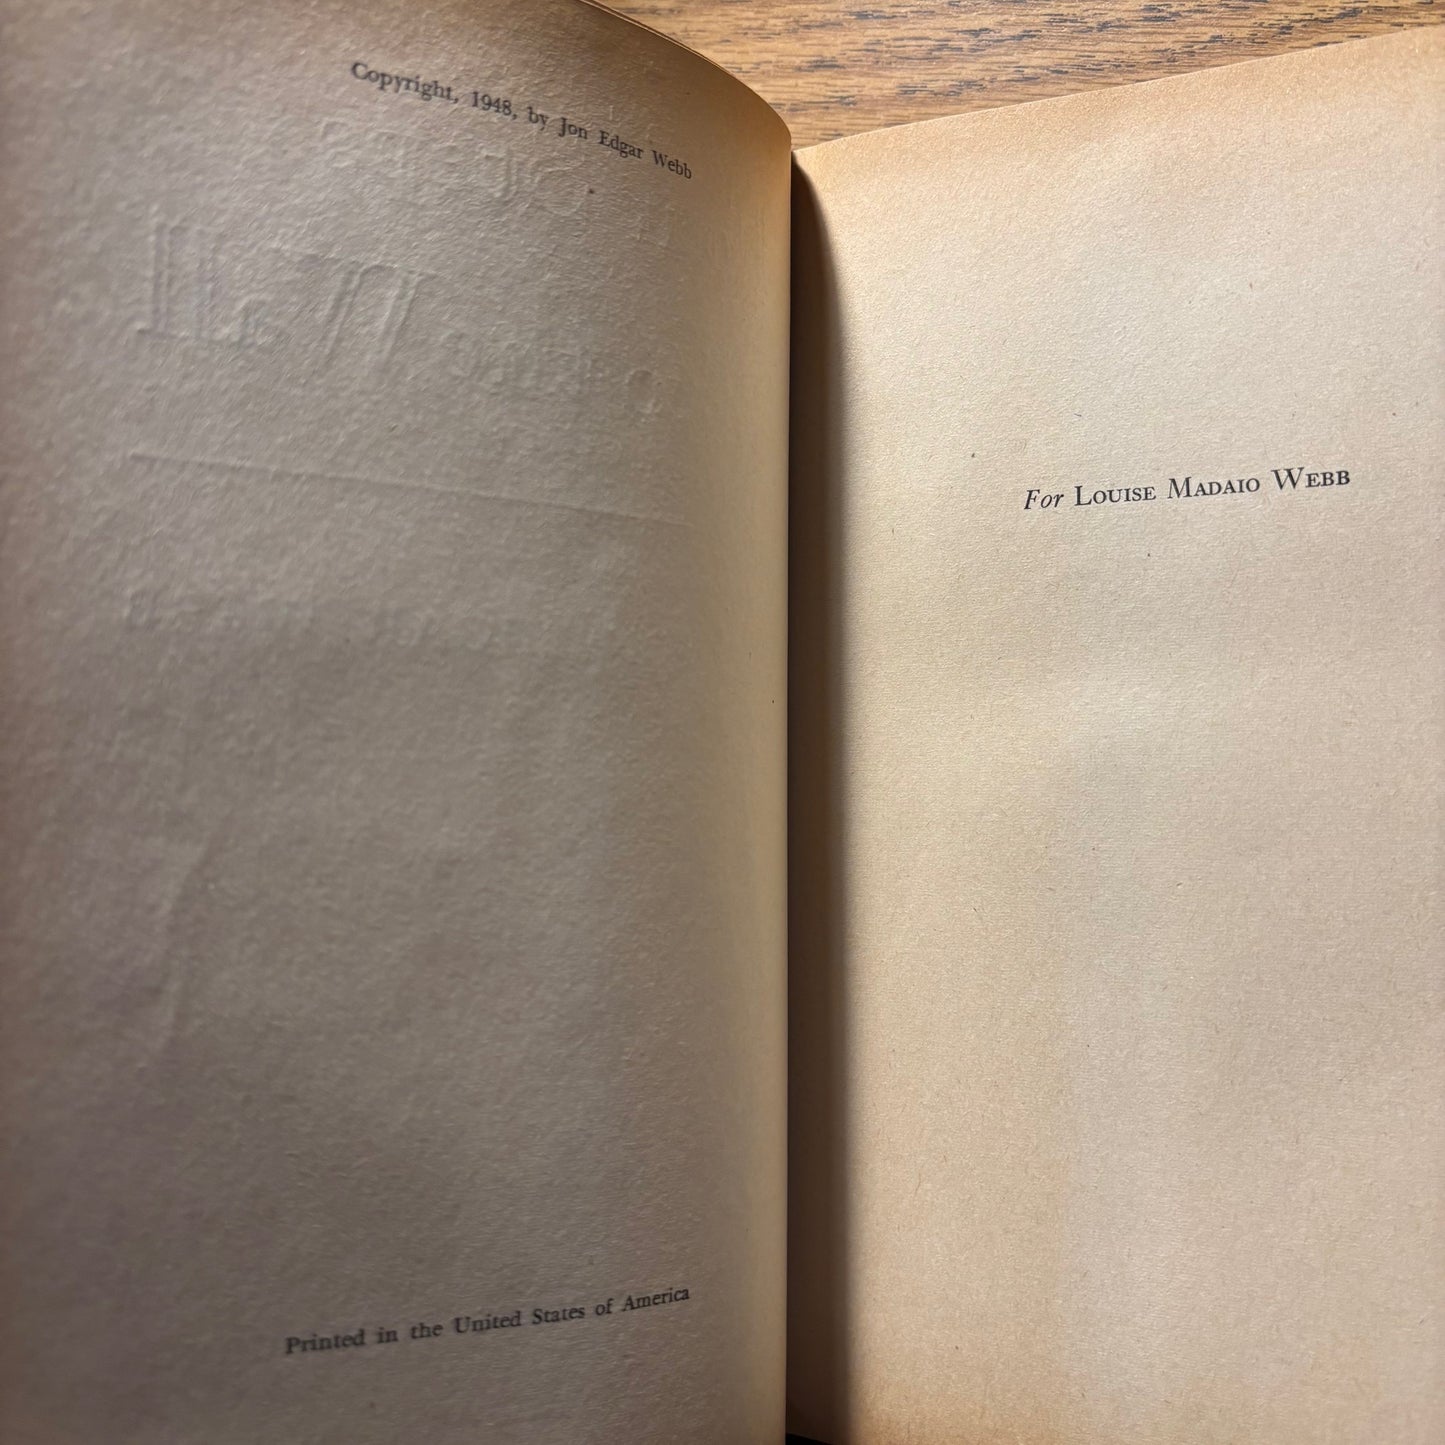 Copyright, 1948, by Jon Edgar Webb
Printed in the United States of America
For LOUISE MADAIO WEBB